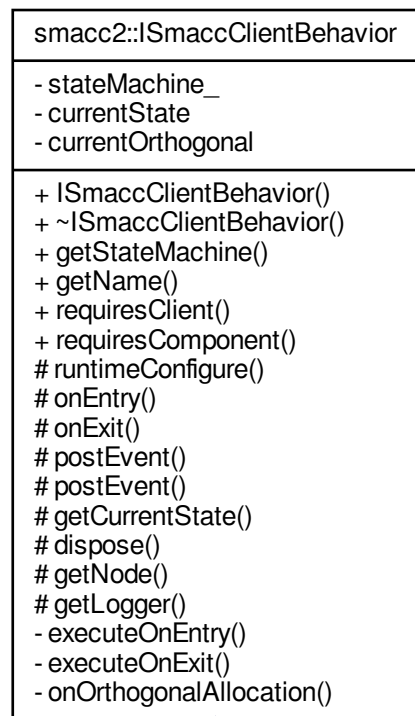 smacc2::ISmaccClientBehavior
- stateMachine_
- currentState
- currentOrthogonal
+ ISmaccClientBehavior()
+ ~ISmaccClientBehavior()
+ getStateMachine()
+ getName()
+ requiresClient()
+ requiresComponent()
# runtimeConfigure()
# onEntry()
# onExit()
# postEvent()
# postEvent()
# getCurrentState()
# dispose()
# getNode()
# getLogger()
- executeOnEntry()
- executeOnExit()
- onOrthogonalAllocation()